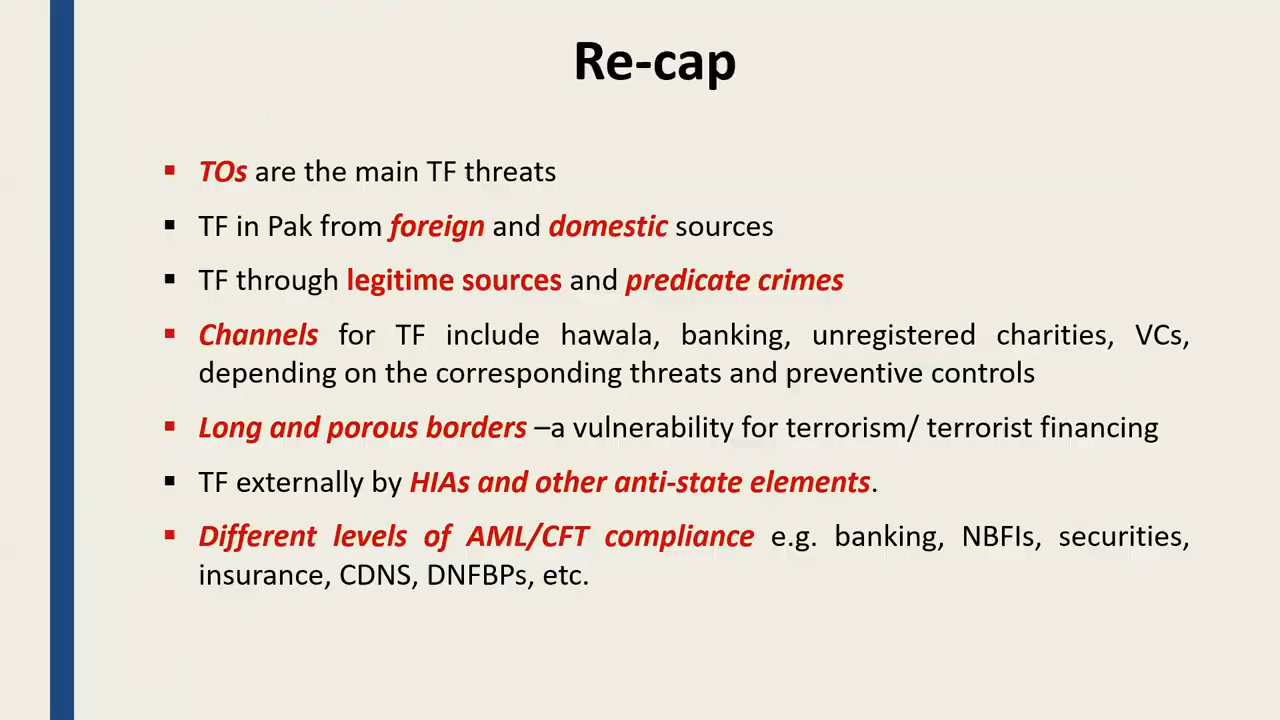 Re-cap
▪ TOs are the main TF threats
▪ TF in Pak from foreign and domestic sources
▪ TF through legitime sources and predicate crimes
▪ Channels for TF include hawala, banking, unregistered charities, VCs,
depending on the corresponding threats and preventive controls
▪ Long and porous borders –a vulnerability for terrorism/ terrorist financing
▪ TF externally by HIAs and other anti-state elements.
▪ Different levels of AML/CFT compliance e.g. banking, NBFIs, securities,
insurance, CDNS, DNFBPs, etc.